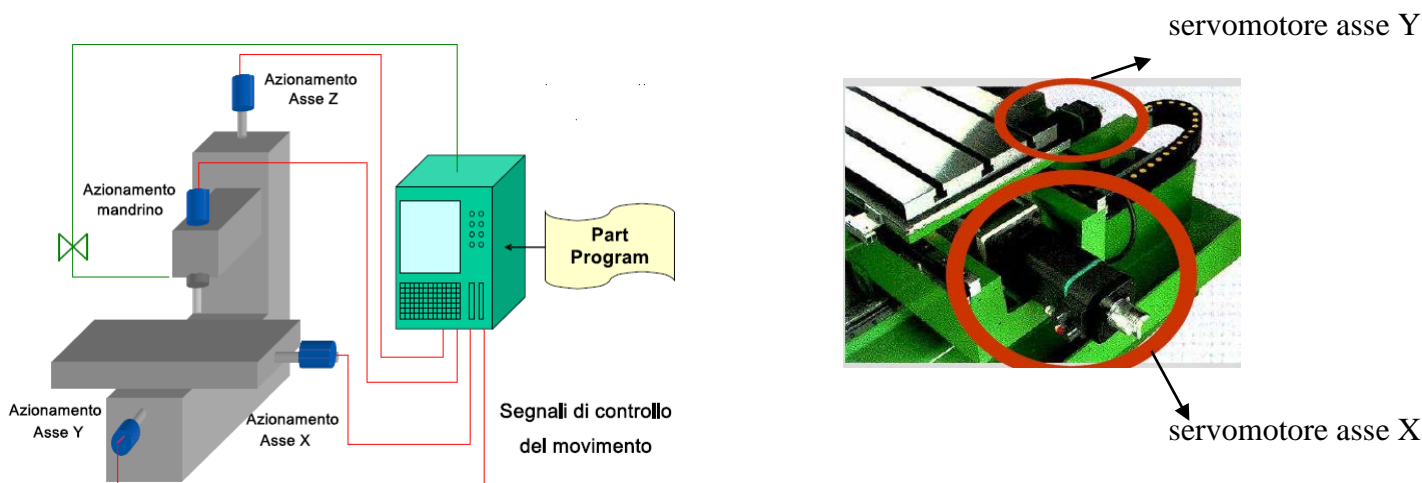 servomotore asse Y
Azionamento
Asse Z
Azionamento
mandrino
Part
Program
Azionamento
Asse Y
Azionamento
Asse X
Segnali di controllo
del movimento
servomotore asse X